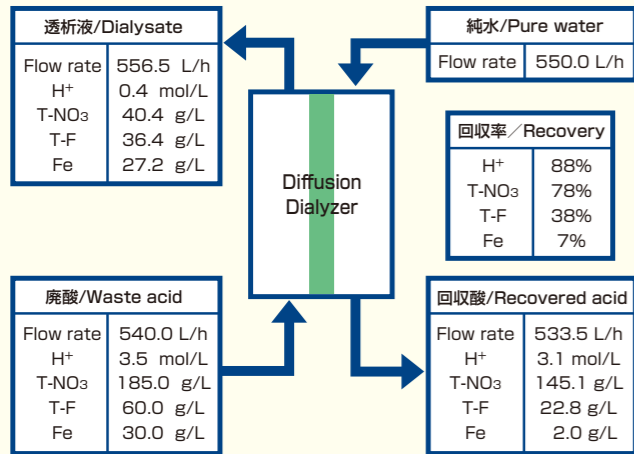 透析液/Dialysate
Flow rate 556.5 L/h
H⁺ 0.4 mol/L
T-NO₃ 40.4 g/L
T-F 36.4 g/L
Fe 27.2 g/L
純水/Pure water
Flow rate 550.0 L/h
回収率/Recovery
H⁺ 88%
T-NO₃ 78%
T-F 38%
Fe 7%
Diffusion
Dialyzer
廃酸/Waste acid
Flow rate 540.0 L/h
H⁺ 3.5 mol/L
T-NO₃ 185.0 g/L
T-F 60.0 g/L
Fe 30.0 g/L
回収酸/Recovered acid
Flow rate 533.5 L/h
H⁺ 3.1 mol/L
T-NO₃ 145.1 g/L
T-F 22.8 g/L
Fe 2.0 g/L